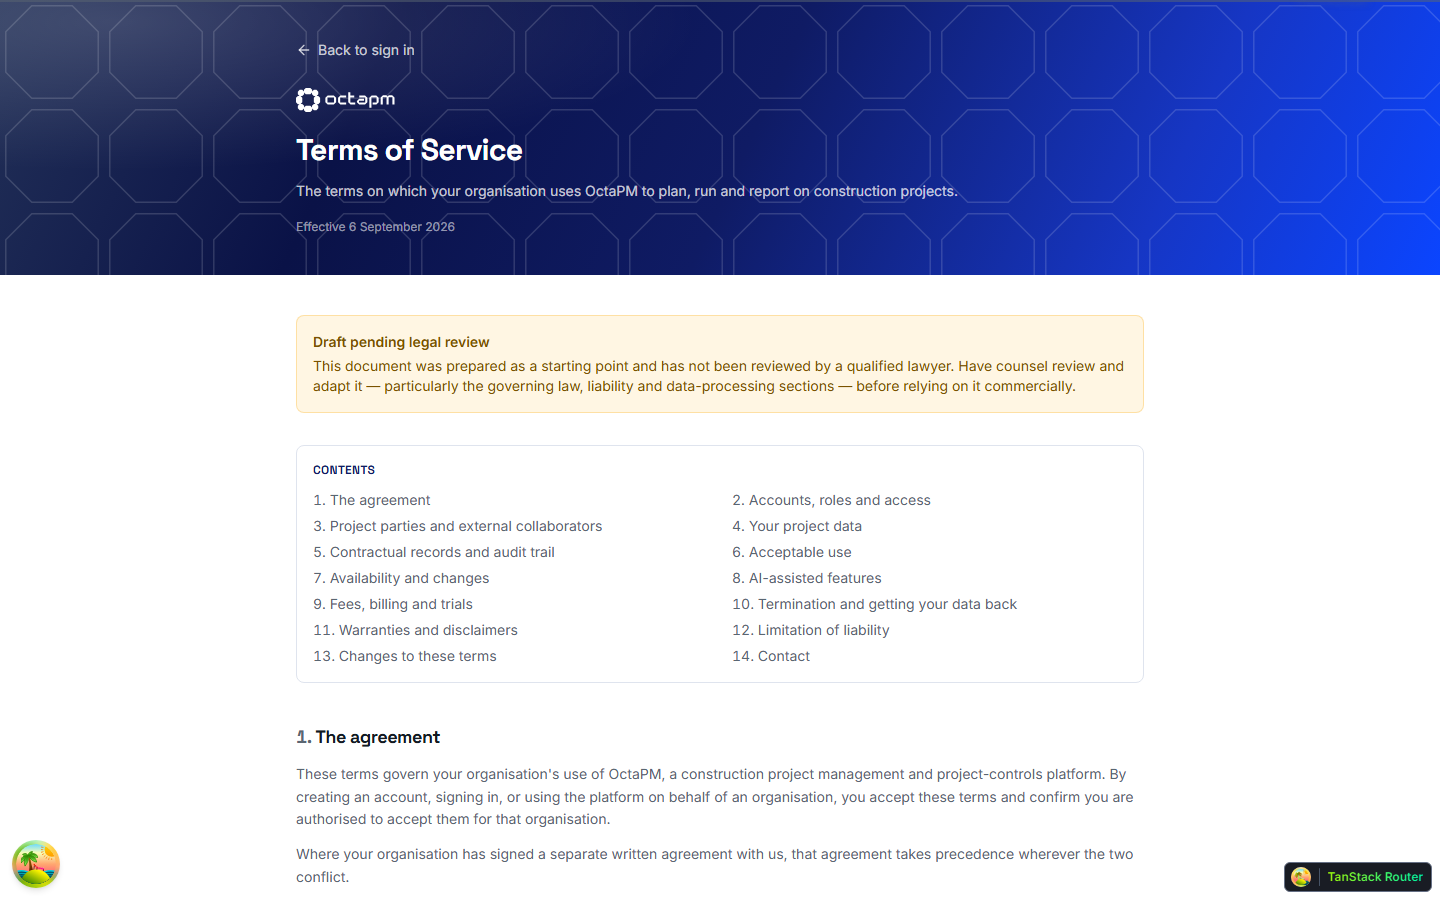 Back to sign in
octapm
Terms of Service
The terms on which your organisation uses OctaPM to plan, run and report on construction projects.
Effective 6 September 2026
Draft pending legal review
This document was prepared as a starting point and has not been reviewed by a qualified lawyer. Have counsel review and
adapt it — particularly the governing law, liability and data-processing sections — before relying on it commercially.
CONTENTS
1. The agreement
2. Accounts, roles and access
3. Project parties and external collaborators
4. Your project data
5. Contractual records and audit trail
6. Acceptable use
7. Availability and changes
8. AI-assisted features
9. Fees, billing and trials
10. Termination and getting your data back
11. Warranties and disclaimers
12. Limitation of liability
13. Changes to these terms
14. Contact
1. The agreement
These terms govern your organisation's use of OctaPM, a construction project management and project-controls platform. By
creating an account, signing in, or using the platform on behalf of an organisation, you accept these terms and confirm you are
authorised to accept them for that organisation.
Where your organisation has signed a separate written agreement with us, that agreement takes precedence wherever the two
conflict.
TanStack Router